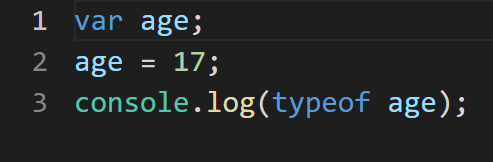 1 var age;
2 age = 17;
3 console.log(typeof age);